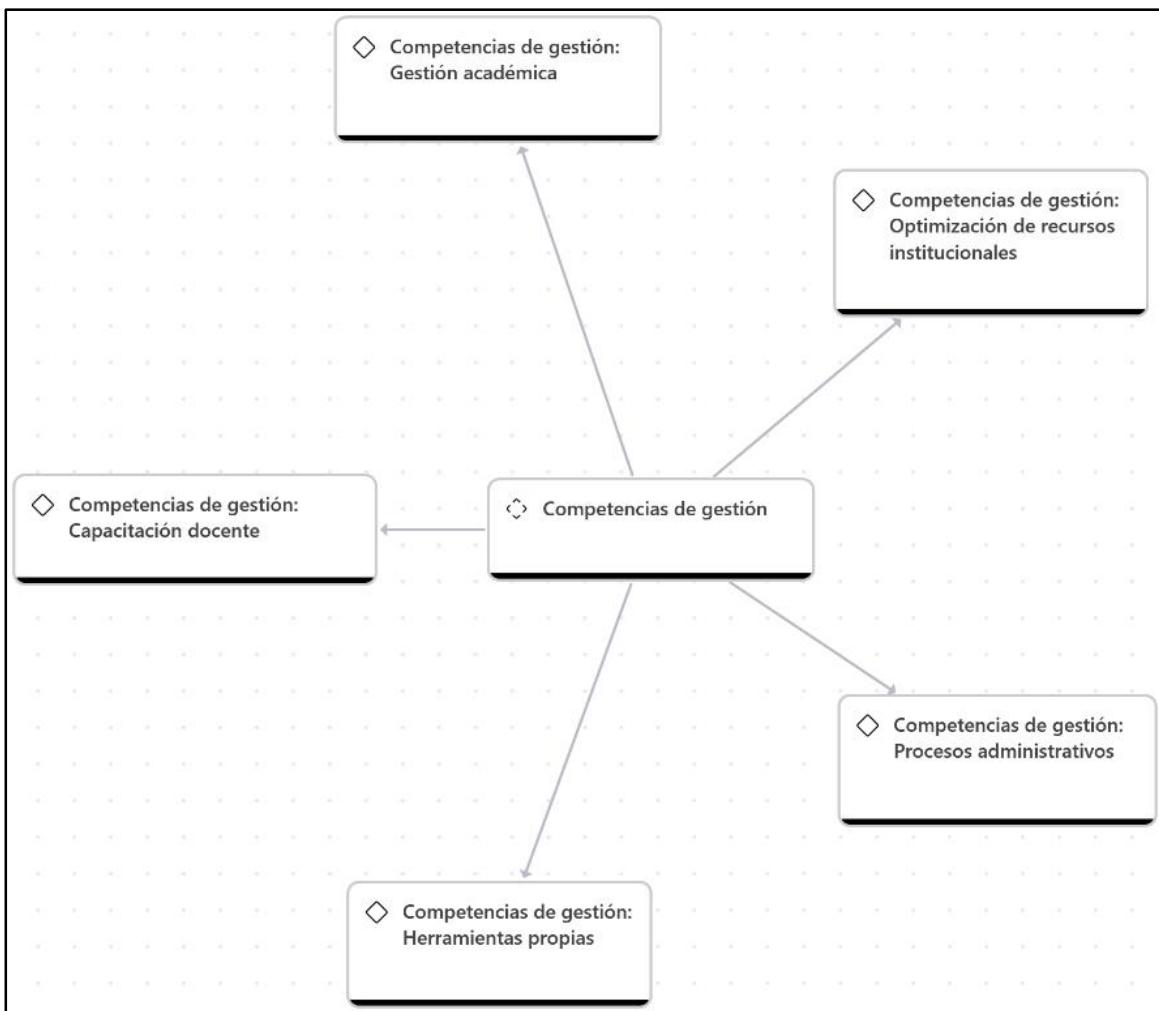 Competencias de gestión:
Gestión académica
Competencias de gestión:
Optimización de recursos
institucionales
Competencias de gestión:
Capacitación docente
Competencias de gestión
Competencias de gestión:
Procesos administrativos
Competencias de gestión:
Herramientas propias